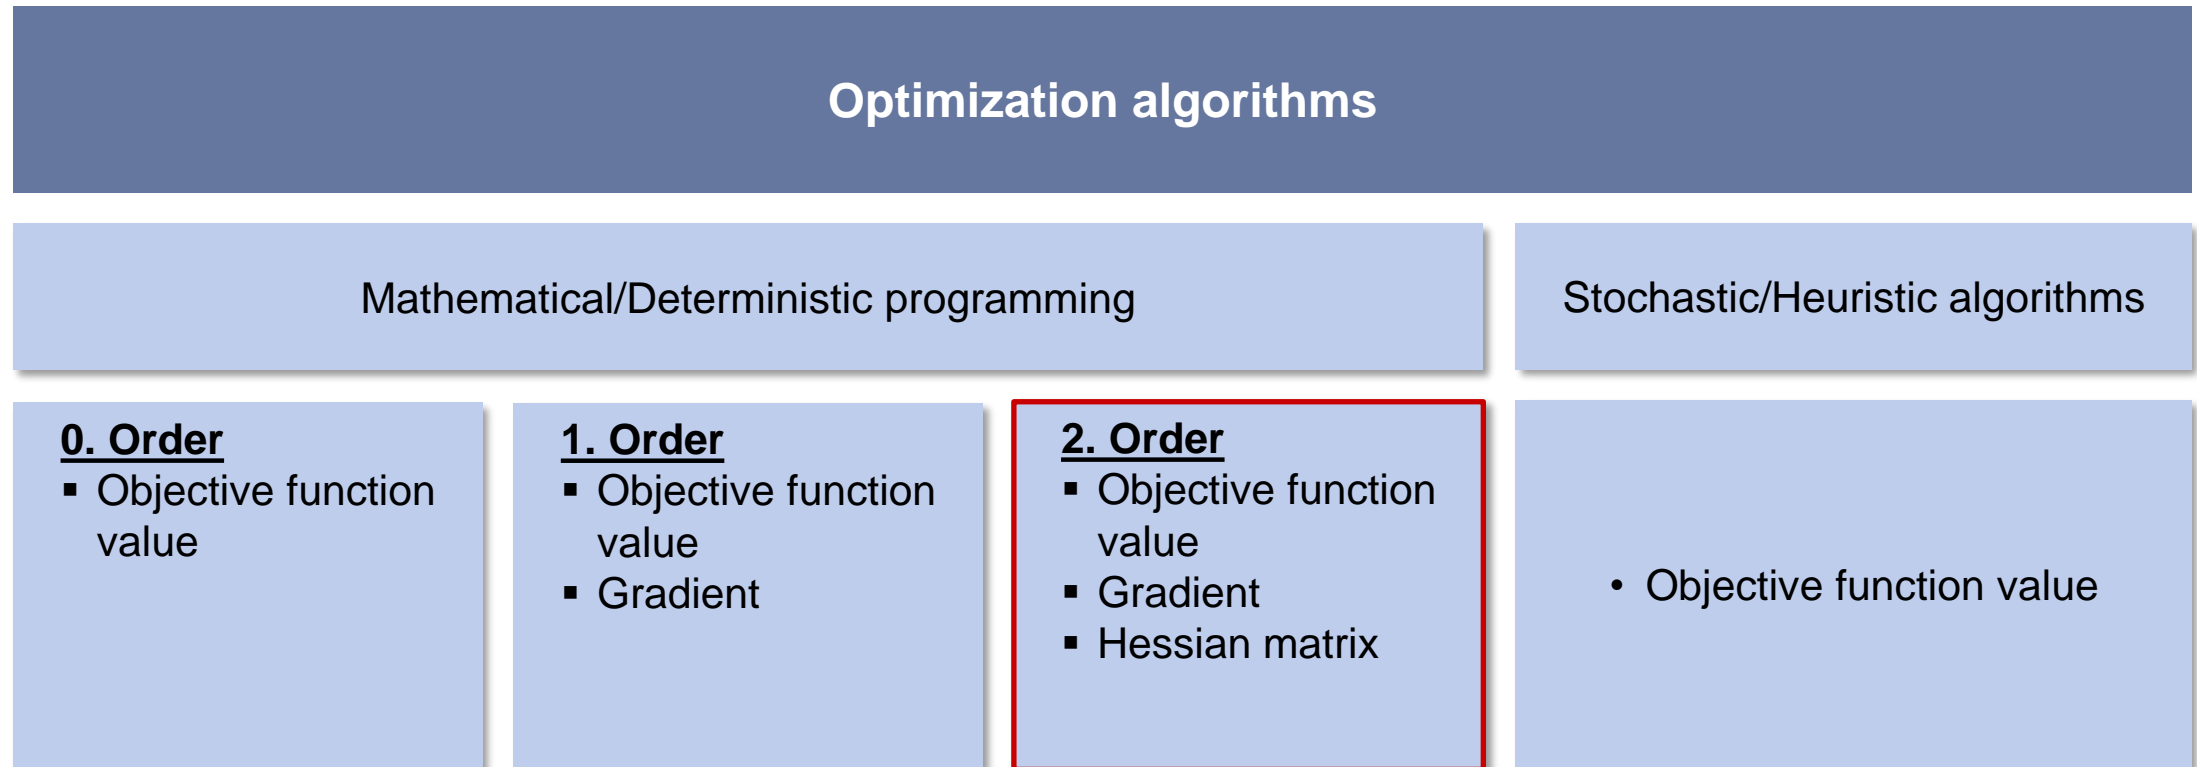 Optimization algorithms
Mathematical/Deterministic programming
Stochastic/Heuristic algorithms
0. Order
▪ Objective function
value
1. Order
▪ Objective function
value
▪ Gradient
2. Order
▪ Objective function
value
▪ Gradient
▪ Hessian matrix
• Objective function value